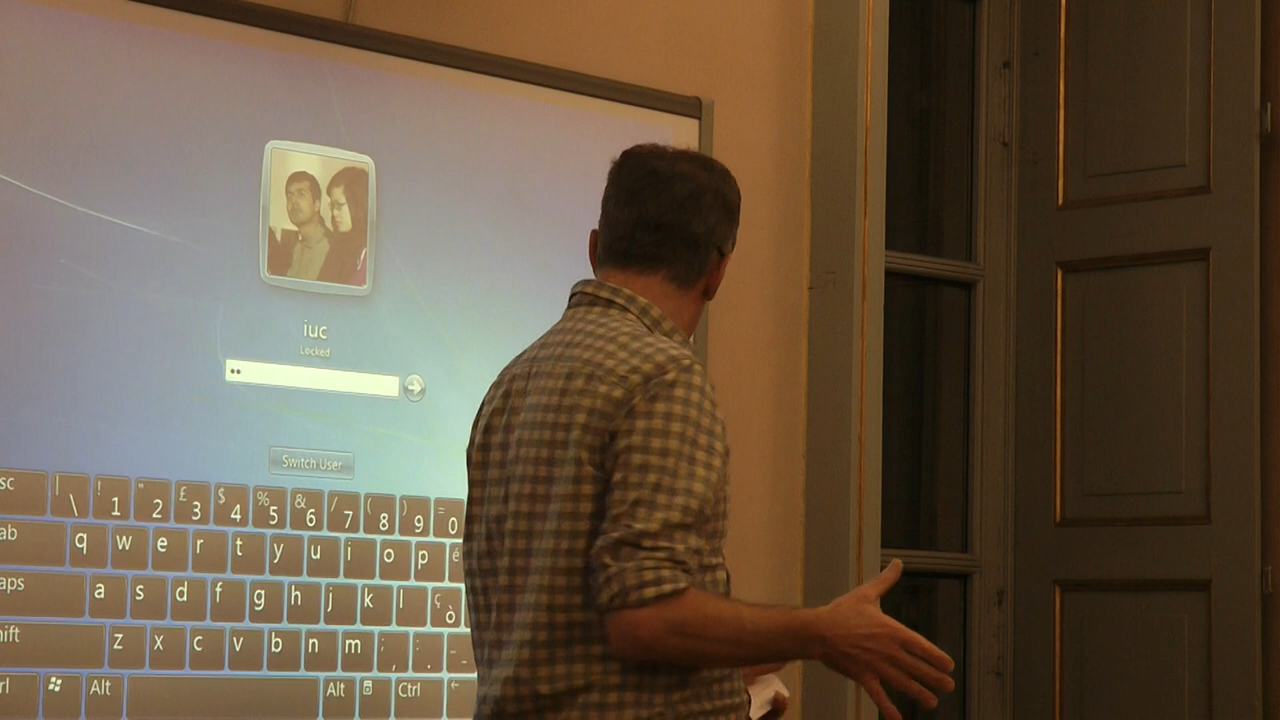 iuc
Locked
Switch User
sc | \ ! 1 " 2 £ 3 $ 4 % 5 & 6 / 7 ( 8 ) 9 = 0
ab q w e r t y u i o p é
aps a s d f g h j k l ç ò
hift z x c v b n m ; , : . _ -
rl Alt Alt Ctrl ←